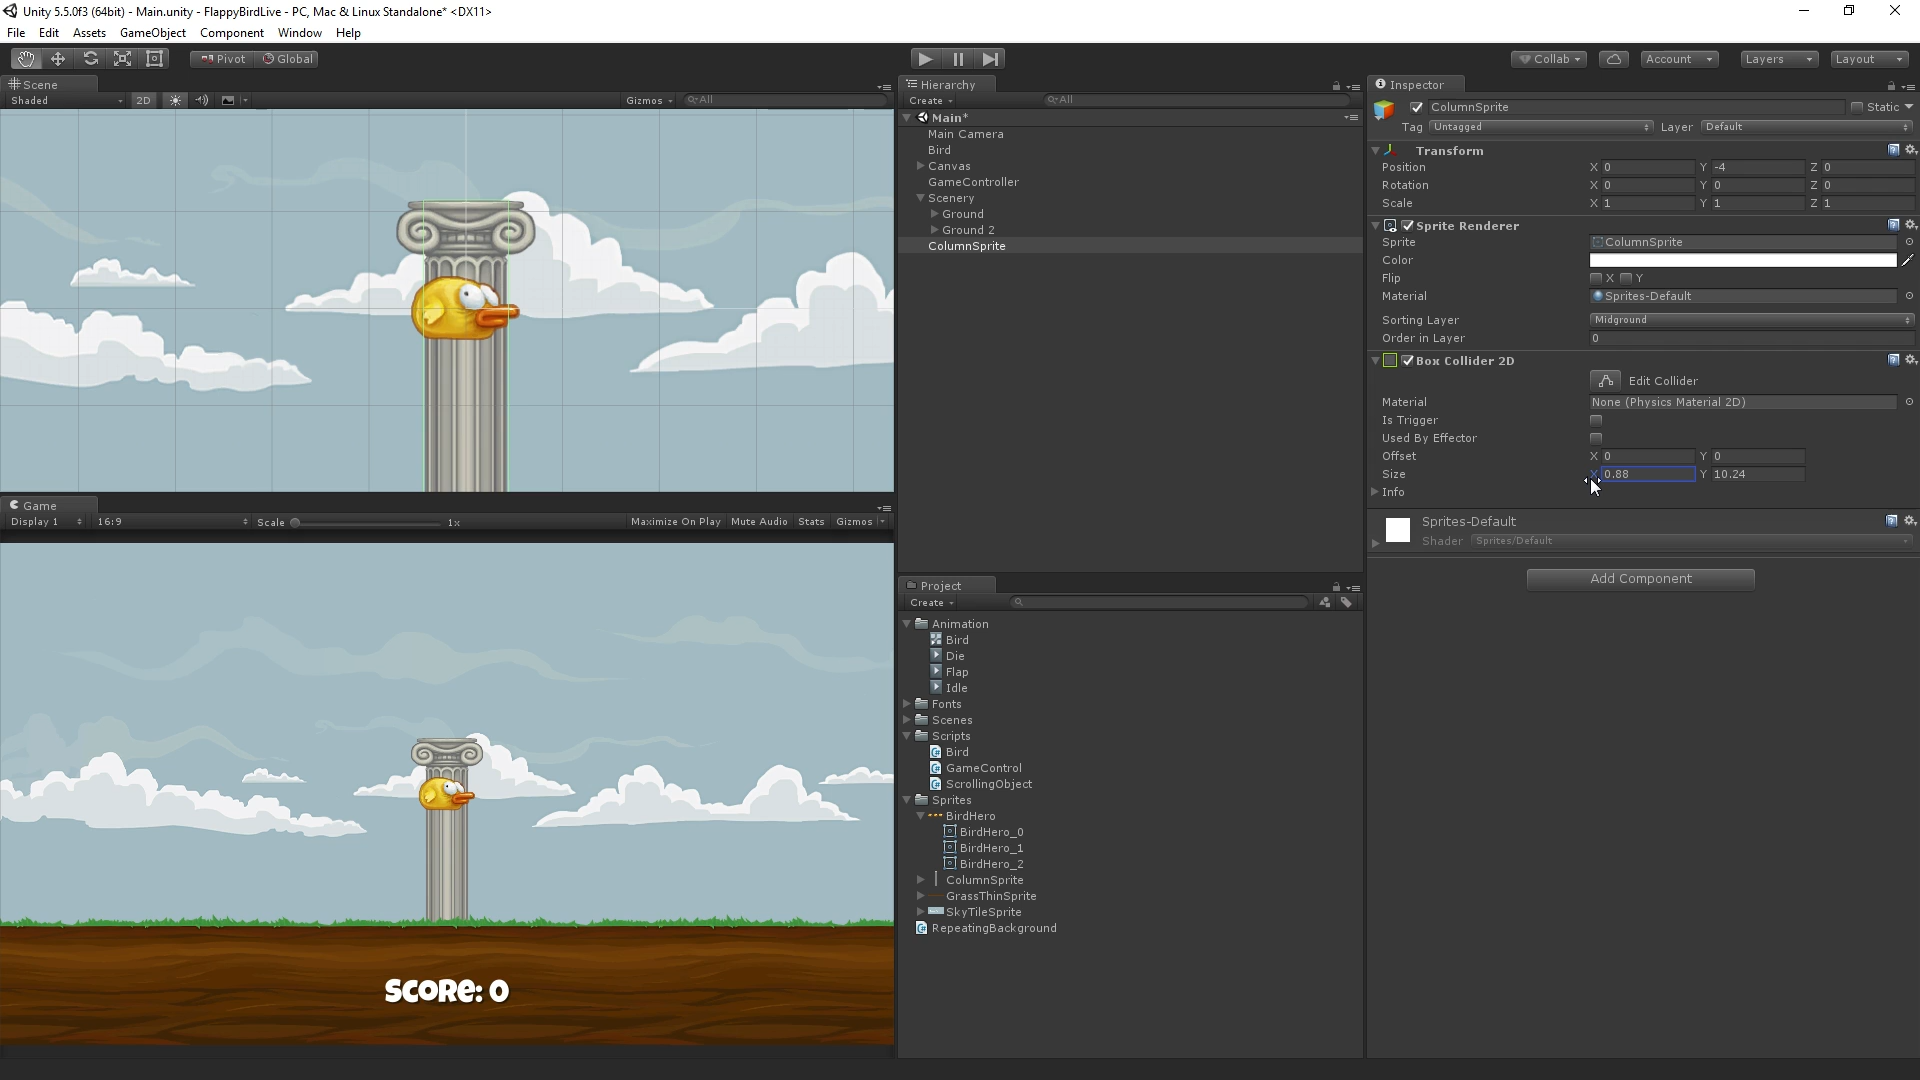 Unity 5.5.0f3 (64bit) - Main.unity - FlappyBirdLive - PC, Mac & Linux Standalone* <DX11>
File Edit Assets GameObject Component Window Help
Pivot Global Collab Account Layers Layout
Scene
Shaded 2D Gizmos All
Game
Display 1 16:9 Scale 1x Maximize On Play Mute Audio Stats Gizmos
SCORE: 0
Hierarchy
Create All
Main*
Main Camera
Bird
Canvas
GameController
Scenery
Ground
Ground 2
ColumnSprite
Project
Create
Animation
Bird
Die
Flap
Idle
Fonts
Scenes
Scripts
Bird
GameControl
ScrollingObject
Sprites
BirdHero
BirdHero_0
BirdHero_1
BirdHero_2
ColumnSprite
GrassThinSprite
SkyTileSprite
RepeatingBackground
Inspector
ColumnSprite Static
Tag Untagged Layer Default
Transform
Position X 0 Y -4 Z 0
Rotation X 0 Y 0 Z 0
Scale X 1 Y 1 Z 1
Sprite Renderer
Sprite ColumnSprite
Color
Flip X Y
Material Sprites-Default
Sorting Layer Midground
Order in Layer 0
Box Collider 2D
Edit Collider
Material None (Physics Material 2D)
Is Trigger
Used By Effector
Offset X 0 Y 0
Size X 0.88 Y 10.24
Info
Sprites-Default
Shader Sprites/Default
Add Component